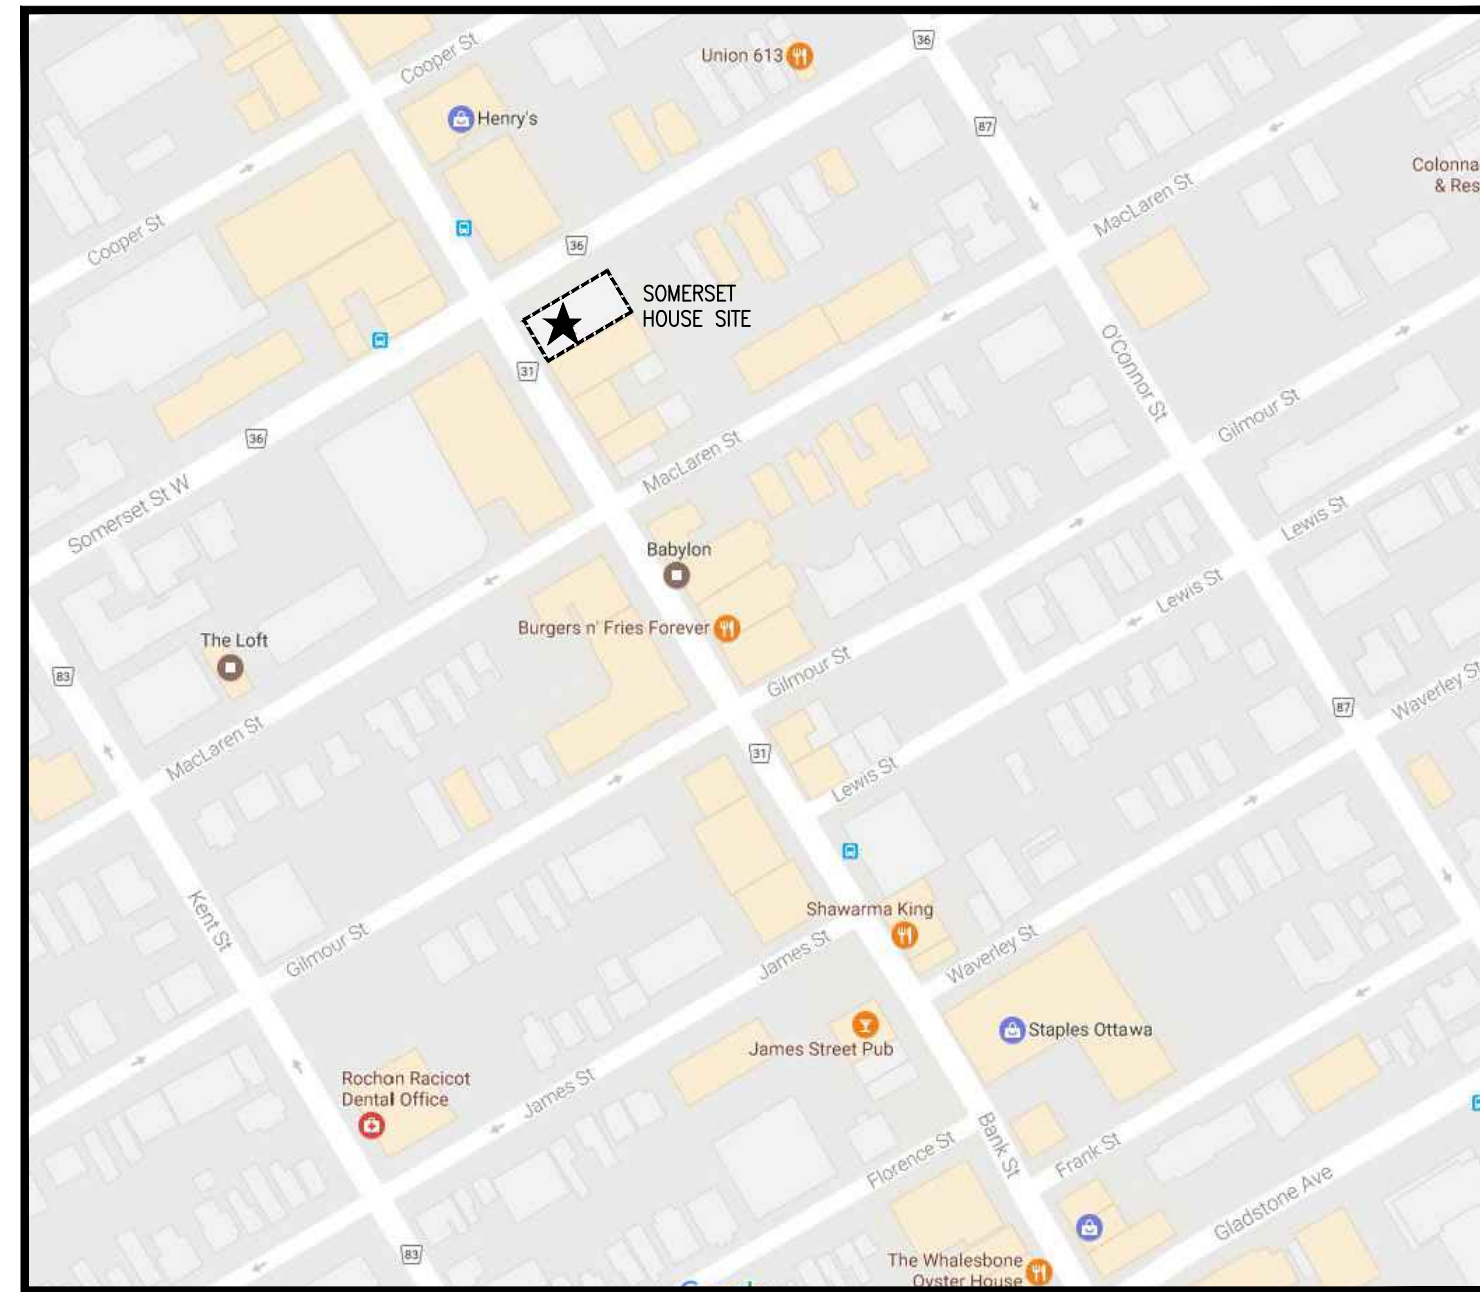 Cooper St
Union 613
36
Henry's
87
Colonna
& Res
MacLaren St
Cooper St
36
SOMERSET
HOUSE SITE
31
O'Connor St
Gilmour St
36
MacLaren St
Somerset St W
Lewis St
Babylon
Lewis St
Burgers n' Fries Forever
The Loft
Gilmour St
83
Waverley St
87
MacLaren St
31
Lewis St
Kent St
Shawarma King
Gilmour St
James St
Waverley St
Staples Ottawa
James Street Pub
Rochon Racicot
Dental Office
James St
Bank St
Florence St
Frank St
Gladstone Ave
83
The Whalesbone
Oyster House